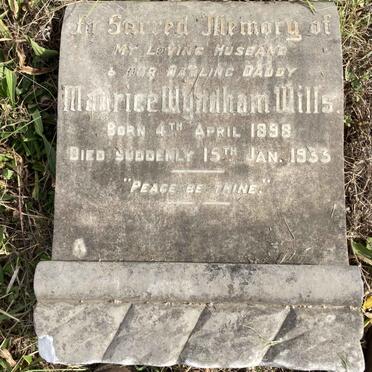 In Sacred Memory of
My Loving Husband
& our Darling Daddy
Maurice Wyndham Wills.
Born 4th April 1898
Died suddenly 15th Jan. 1933
"Peace be thine."